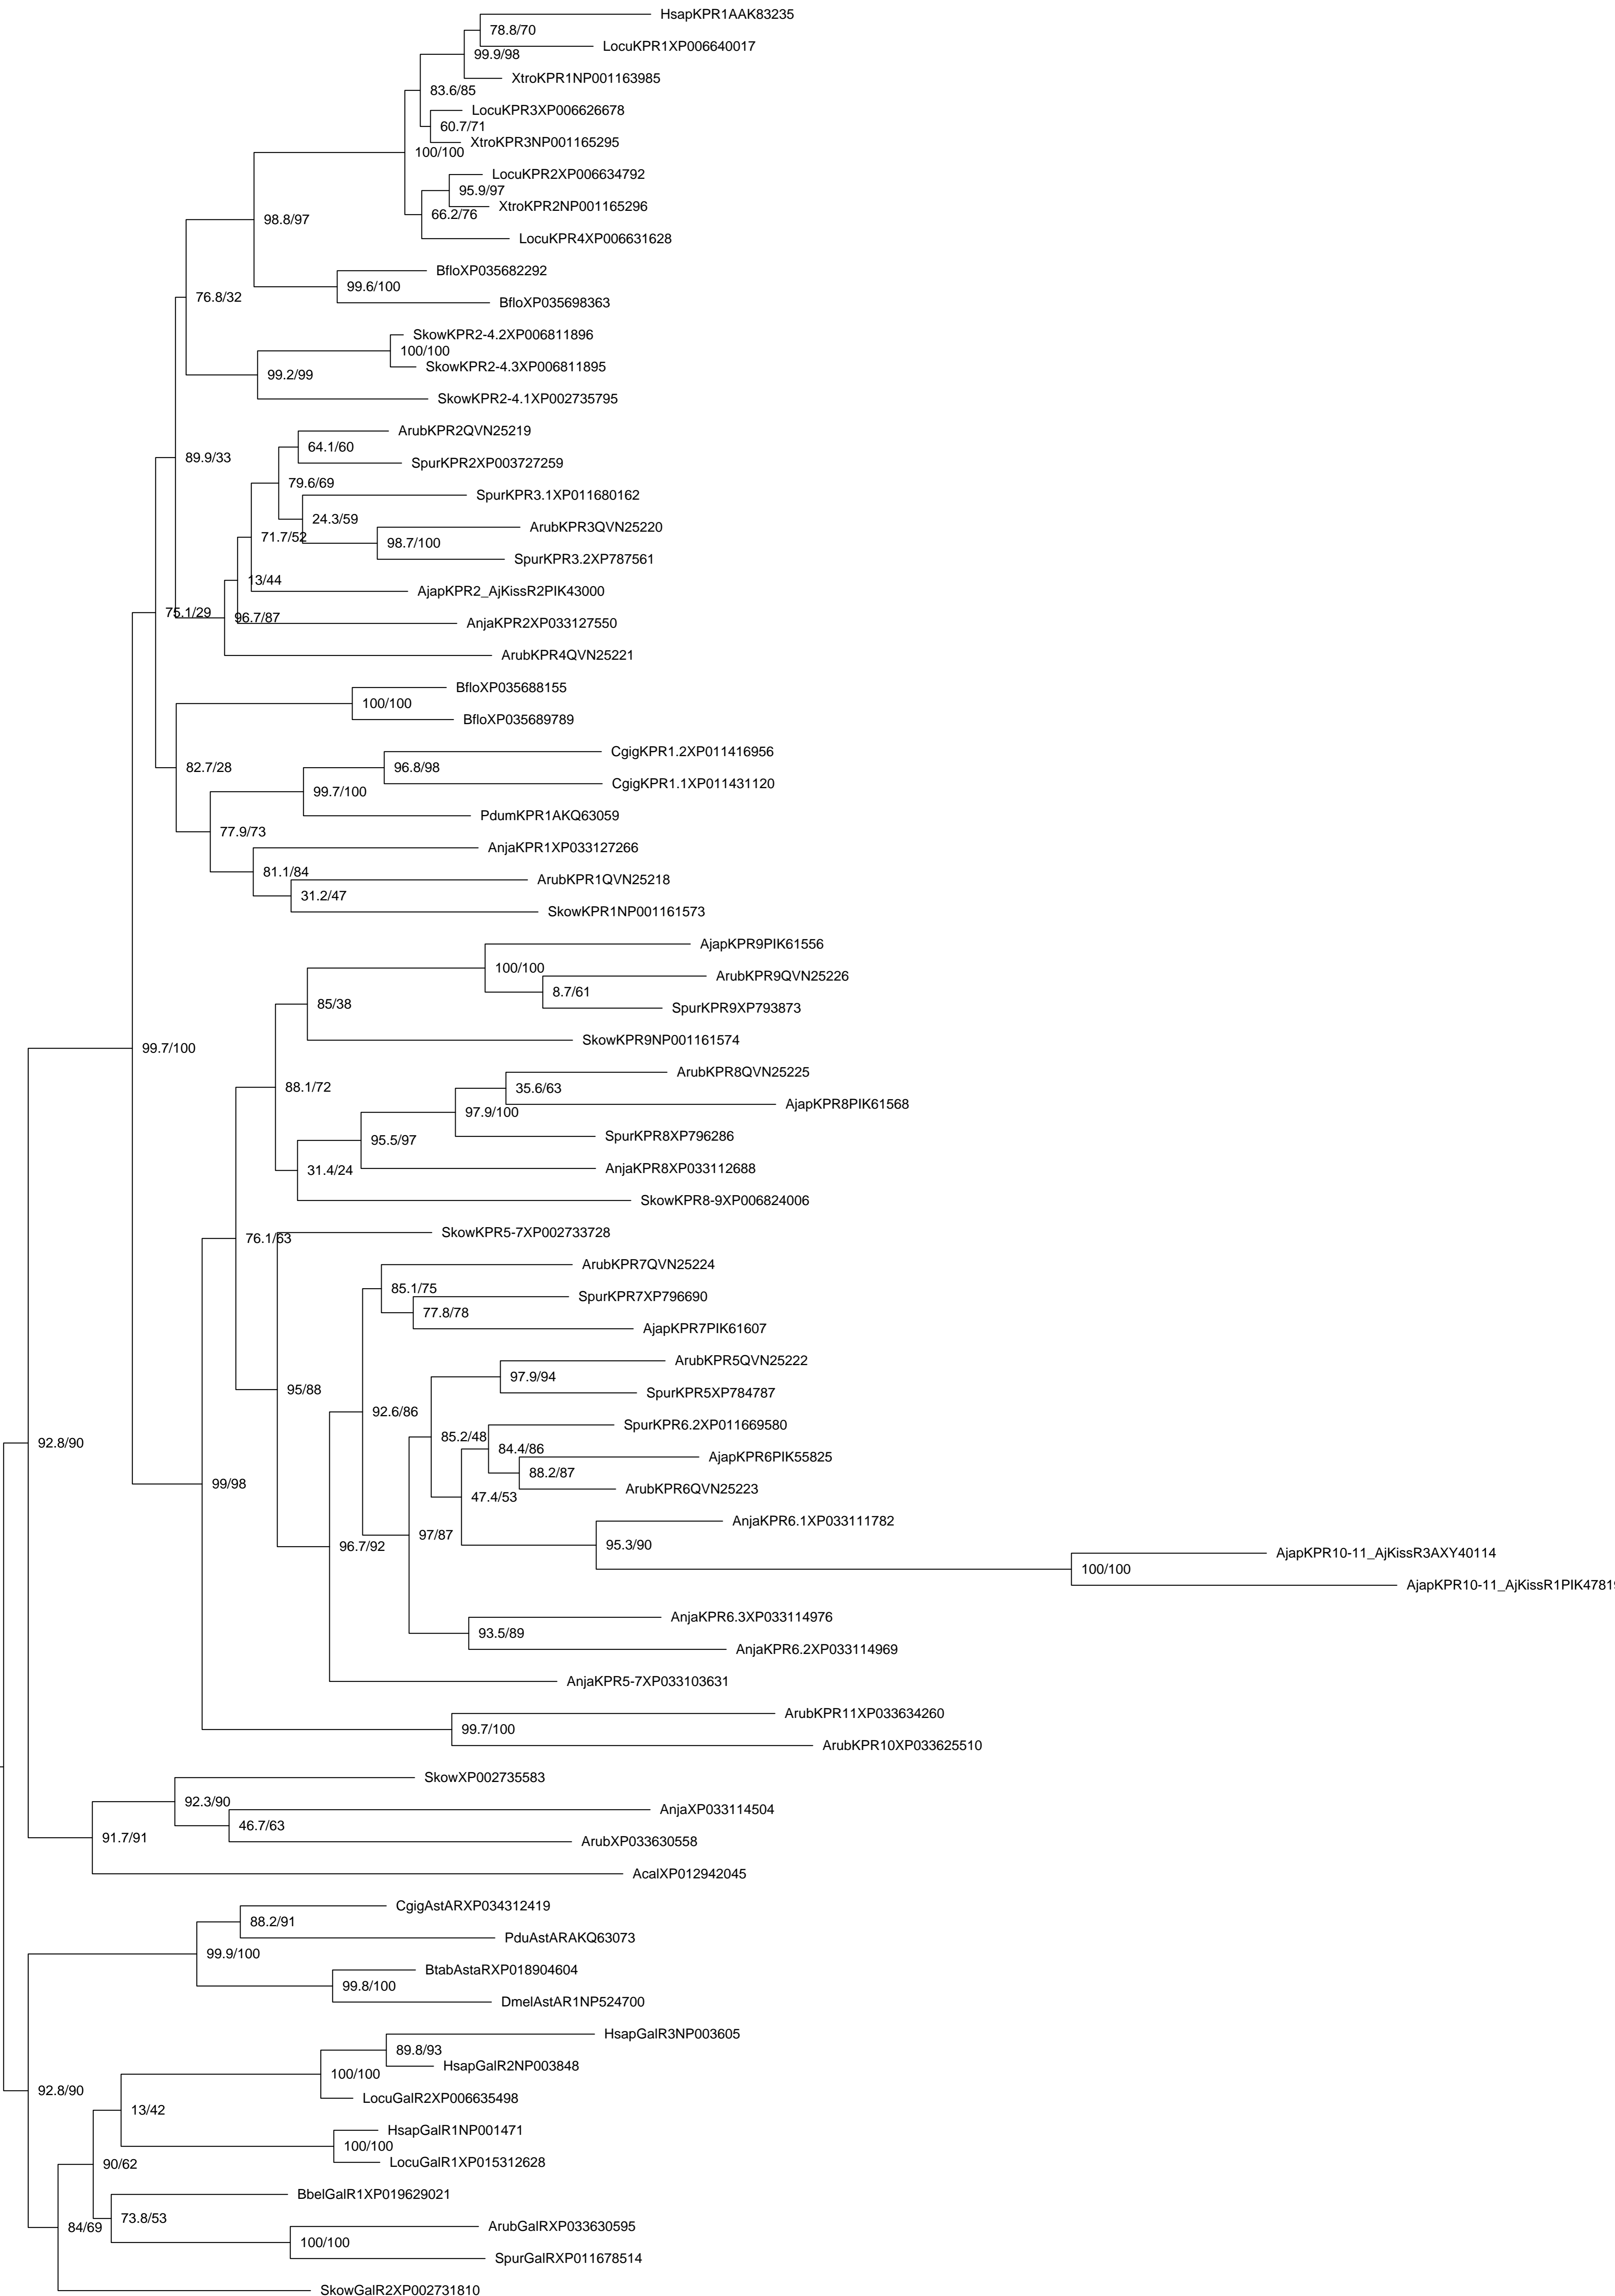 HsapKPR1AAK83235
78.8/70
LocuKPR1XP006640017
99.9/98
XtroKPR1NP001163985
83.6/85
LocuKPR3XP006626678
60.7/71
XtroKPR3NP001165295
100/100
LocuKPR2XP006634792
95.9/97
XtroKPR2NP001165296
66.2/76
98.8/97
LocuKPR4XP006631628
BfloXP035682292
99.6/100
76.8/32
BfloXP035698363
SkowKPR2-4.2XP006811896
100/100
SkowKPR2-4.3XP006811895
99.2/99
SkowKPR2-4.1XP002735795
ArubKPR2QVN25219
64.1/60
89.9/33
SpurKPR2XP003727259
79.6/69
SpurKPR3.1XP011680162
24.3/59
ArubKPR3QVN25220
71.7/52
98.7/100
SpurKPR3.2XP787561
13/44
AjapKPR2_AjKissR2PIK43000
75.1/29
96.7/87
AnjaKPR2XP033127550
ArubKPR4QVN25221
BfloXP035688155
100/100
BfloXP035689789
CgigKPR1.2XP011416956
82.7/28
96.8/98
CgigKPR1.1XP011431120
99.7/100
PdumKPR1AKQ63059
77.9/73
AnjaKPR1XP033127266
81.1/84
ArubKPR1QVN25218
31.2/47
SkowKPR1NP001161573
AjapKPR9PIK61556
100/100
ArubKPR9QVN25226
8.7/61
85/38
SpurKPR9XP793873
SkowKPR9NP001161574
99.7/100
ArubKPR8QVN25225
88.1/72
35.6/63
AjapKPR8PIK61568
97.9/100
SpurKPR8XP796286
95.5/97
AnjaKPR8XP033112688
31.4/24
SkowKPR8-9XP006824006
SkowKPR5-7XP002733728
76.1/63
ArubKPR7QVN25224
85.1/75
SpurKPR7XP796690
77.8/78
AjapKPR7PIK61607
ArubKPR5QVN25222
97.9/94
95/88
SpurKPR5XP784787
92.6/86
SpurKPR6.2XP011669580
85.2/48
92.8/90
84.4/86
AjapKPR6PIK55825
88.2/87
99/98
ArubKPR6QVN25223
47.4/53
AnjaKPR6.1XP033111782
97/87
96.7/92
95.3/90
AjapKPR10-11_AjKissR3AXY40114
100/100
AjapKPR10-11_AjKissR1PIK47819
AnjaKPR6.3XP033114976
93.5/89
AnjaKPR6.2XP033114969
AnjaKPR5-7XP033103631
ArubKPR11XP033634260
99.7/100
ArubKPR10XP033625510
SkowXP002735583
92.3/90
AnjaXP033114504
46.7/63
91.7/91
ArubXP033630558
AcalXP012942045
CgigAstARXP034312419
88.2/91
PduAstARAKQ63073
99.9/100
BtabAstaRXP018904604
99.8/100
DmelAstAR1NP524700
HsapGalR3NP003605
89.8/93
HsapGalR2NP003848
100/100
92.8/90
LocuGalR2XP006635498
13/42
HsapGalR1NP001471
100/100
LocuGalR1XP015312628
90/62
BbelGalR1XP019629021
73.8/53
84/69
ArubGalRXP033630595
100/100
SpurGalRXP011678514
SkowGalR2XP002731810